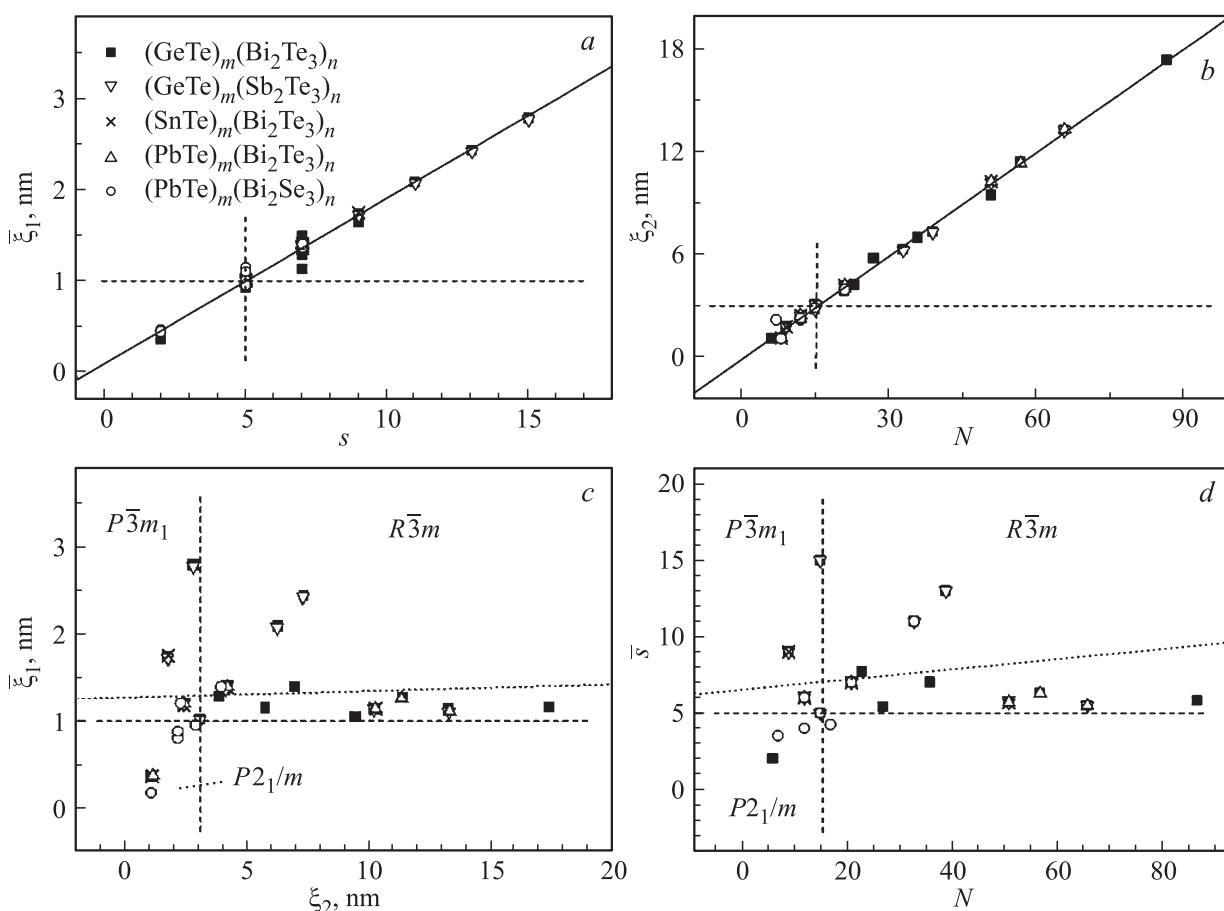 a
3
2
1
0
ξ̄₁, nm
(GeTe)ₘ(Bi₂Te₃)ₙ
(GeTe)ₘ(Sb₂Te₃)ₙ
(SnTe)ₘ(Bi₂Te₃)ₙ
(PbTe)ₘ(Bi₂Te₃)ₙ
(PbTe)ₘ(Bi₂Se₃)ₙ
0 5 10 15
s
b
18
12
6
0
ξ₂, nm
0 30 60 90
N
c
3
2
1
0
ξ̄₁, nm
P3̄m₁ R3̄m
P2₁/m
0 5 10 15 20
ξ₂, nm
d
20
15
10
5
0
s̄
P3̄m₁ R3̄m
P2₁/m
0 20 40 60 80
N